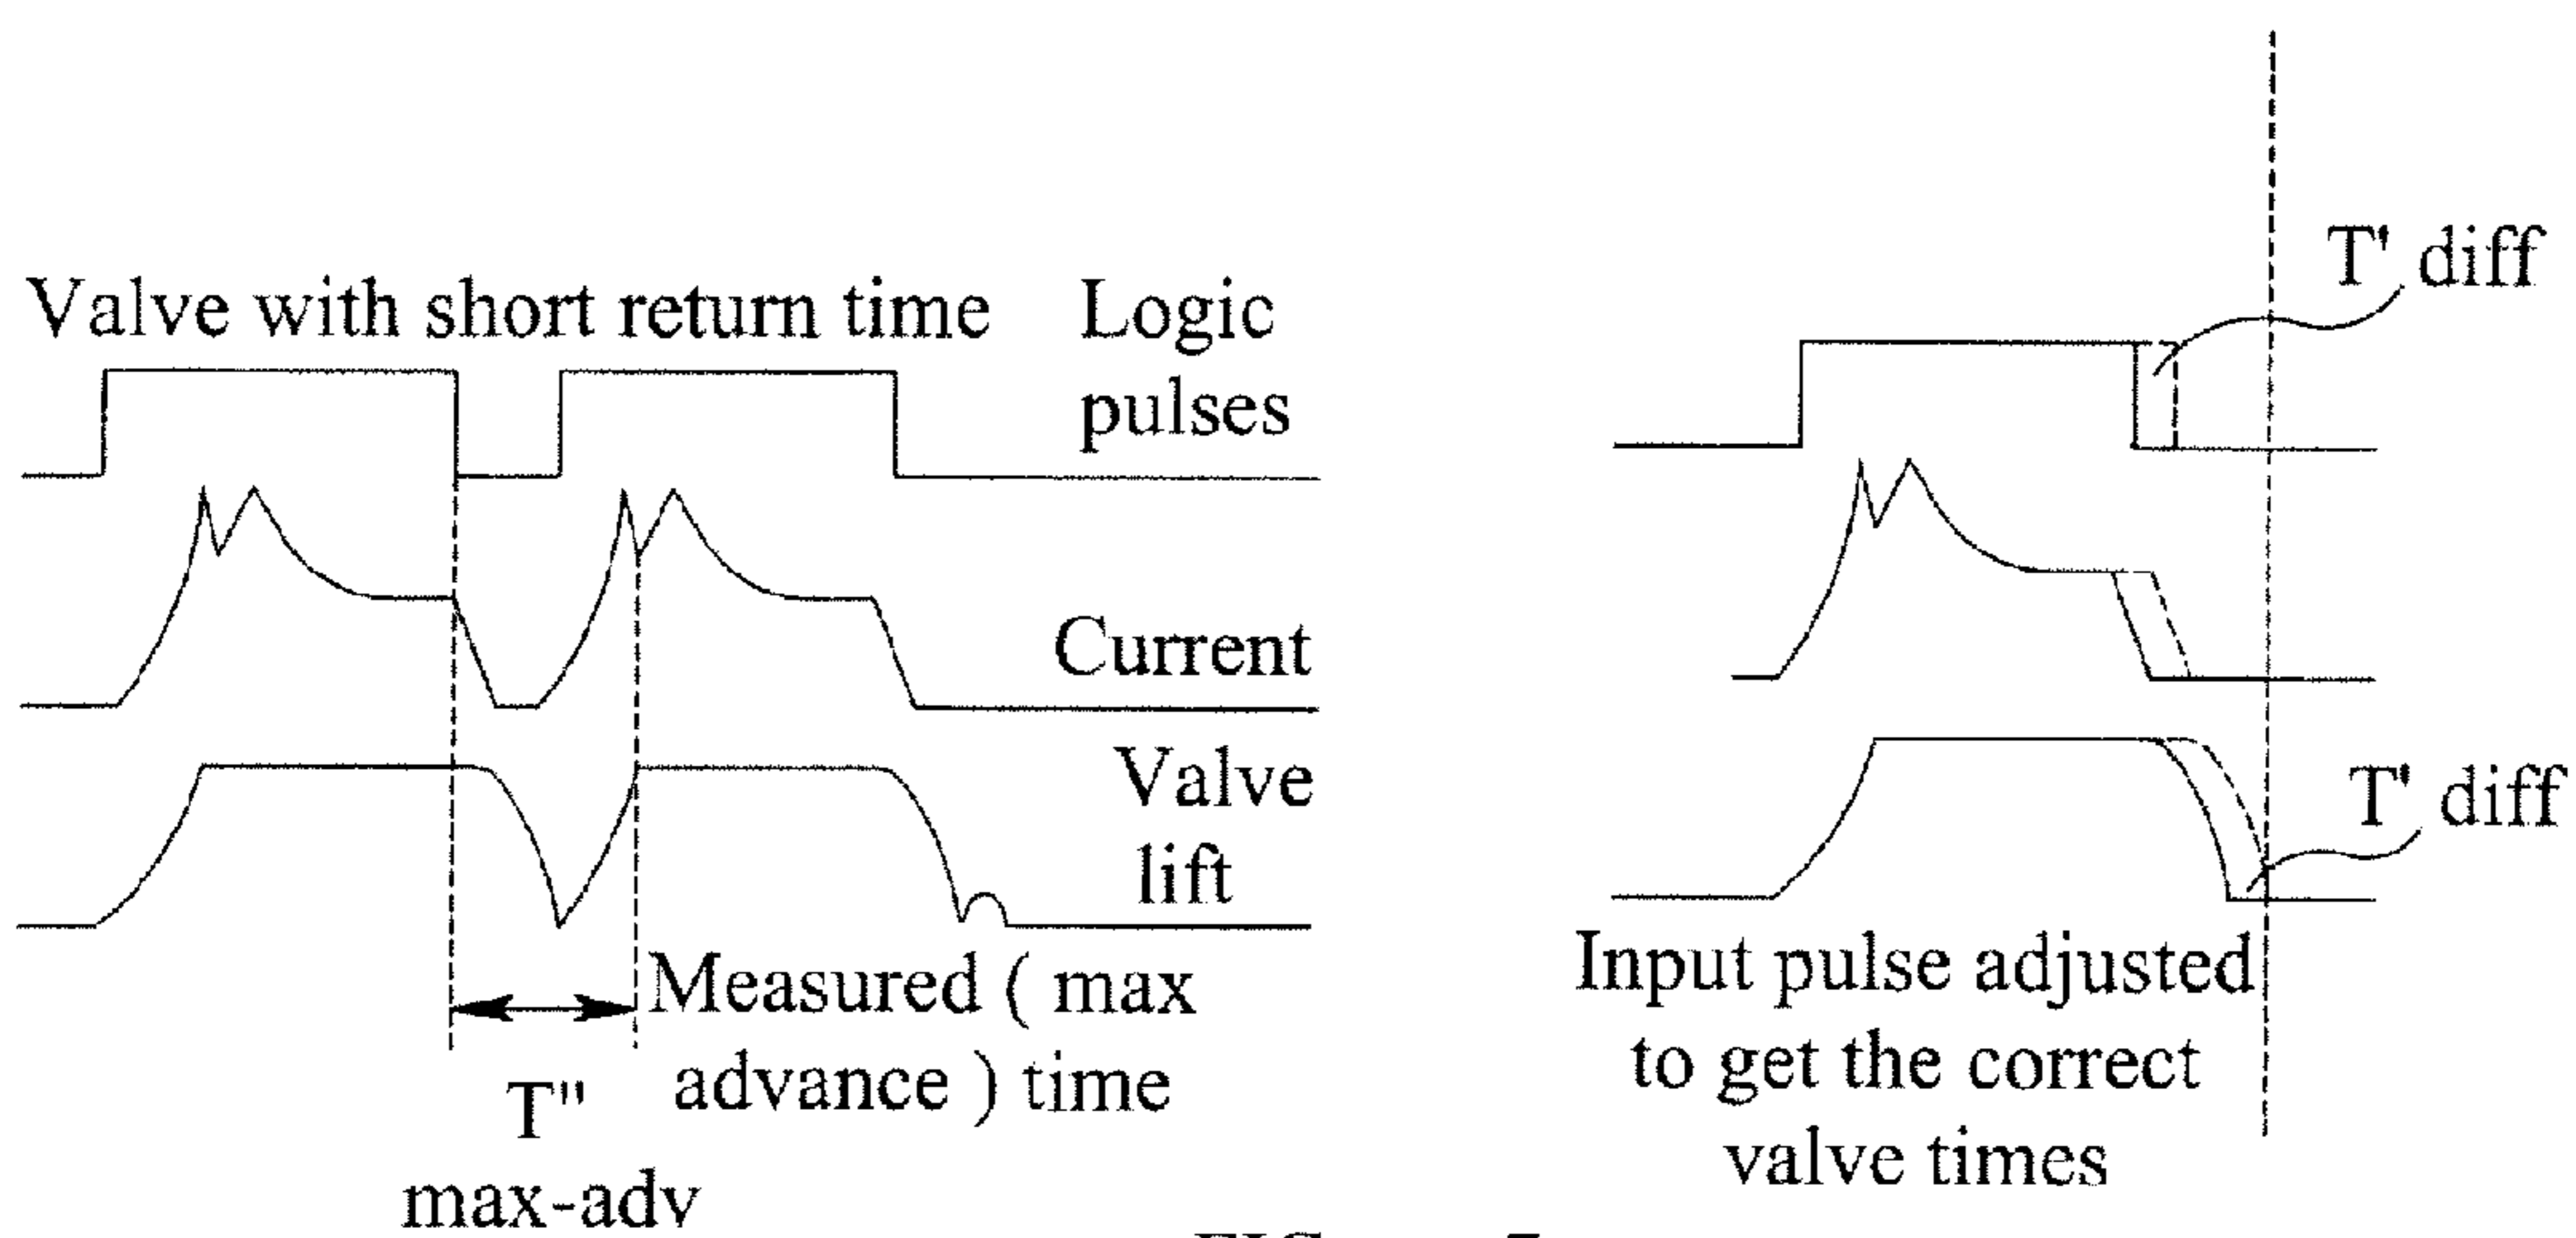 Valve with short return time
Logic
pulses
Current
Valve
lift
Measured ( max
advance ) time
T"
max-adv
T' diff
T' diff
Input pulse adjusted
to get the correct
valve times